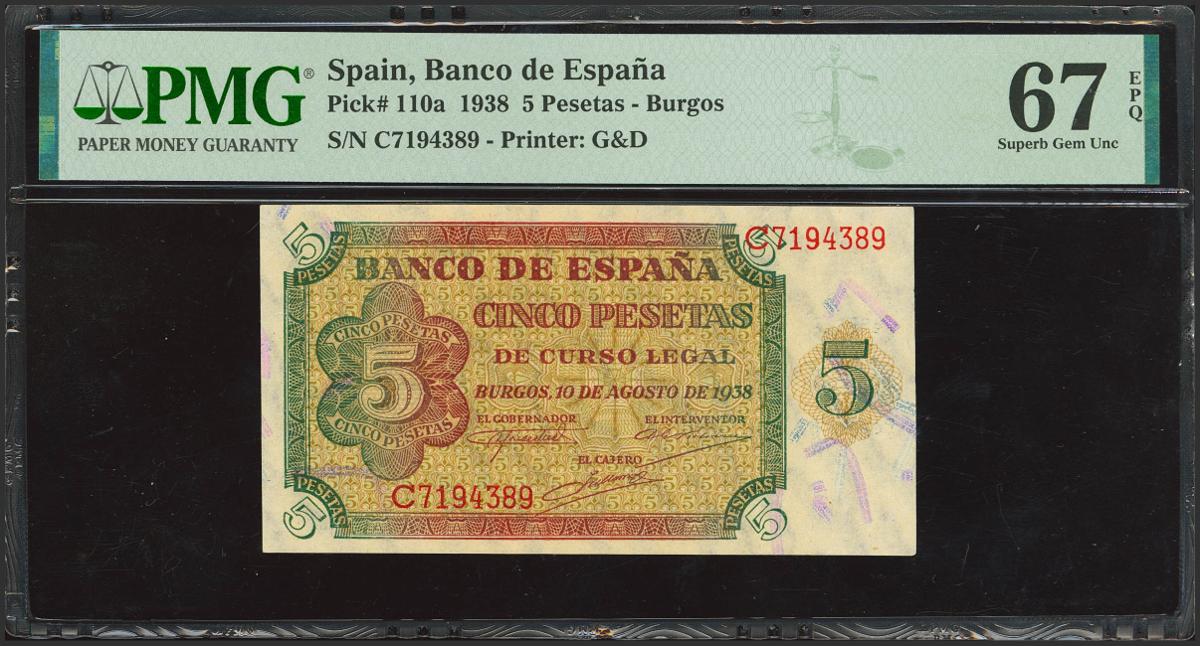 PMG®
PAPER MONEY GUARANTY
Spain, Banco de España
Pick# 110a 1938 5 Pesetas - Burgos
S/N C7194389 - Printer: G&D
67
EPQ
Superb Gem Unc
5
PESETAS
5
PESETAS
C7194389
BANCO DE ESPAÑA
CINCO PESETAS
DE CURSO LEGAL
BURGOS, 10 DE AGOSTO DE 1938
CINCO PESETAS
5
CINCO PESETAS
5
EL GOBERNADOR
EL INTERVENTOR
EL CAJERO
C7194389
PESETAS
5
PESETAS
5